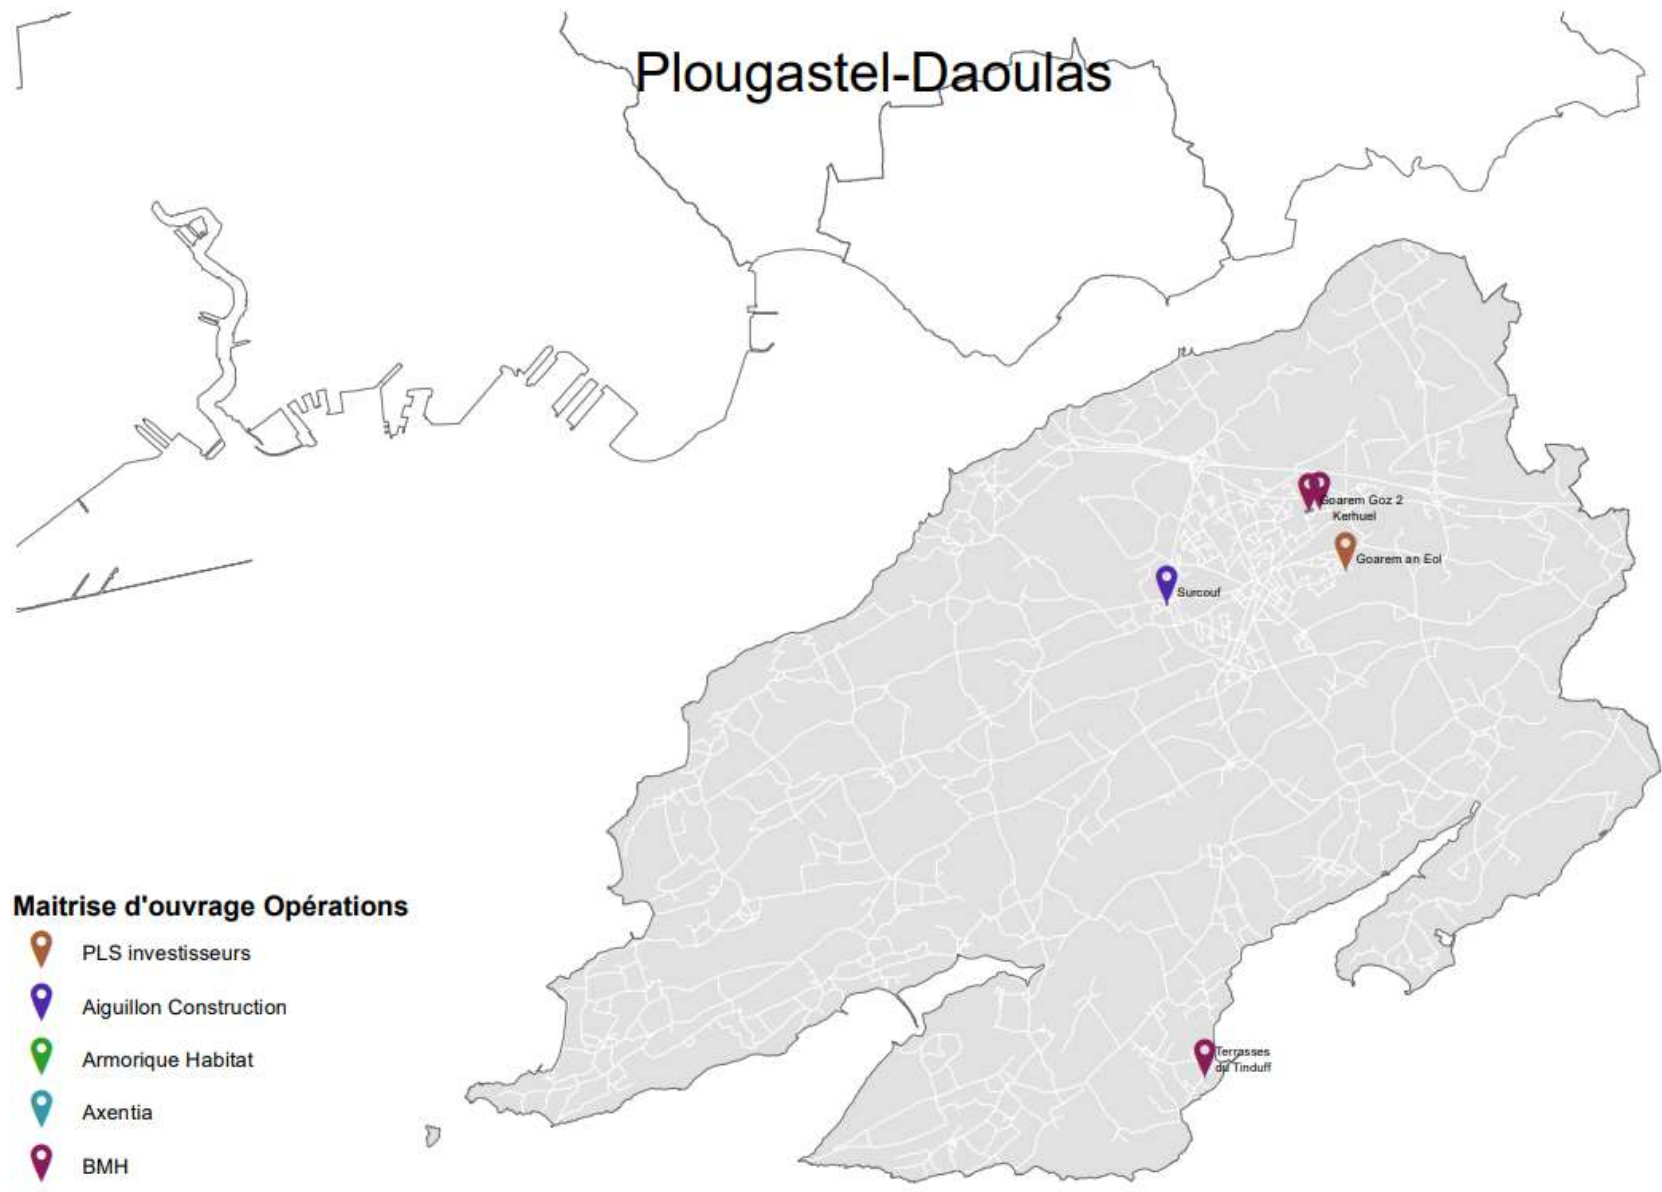 Plougastel-Daoulas
Goarem Goz 2
Kerhuel
Goarem an Eol
Surcouf
Terrasses
du Tinduff
Maitrise d'ouvrage Opérations
PLS investisseurs
Aiguillon Construction
Armorique Habitat
Axentia
BMH